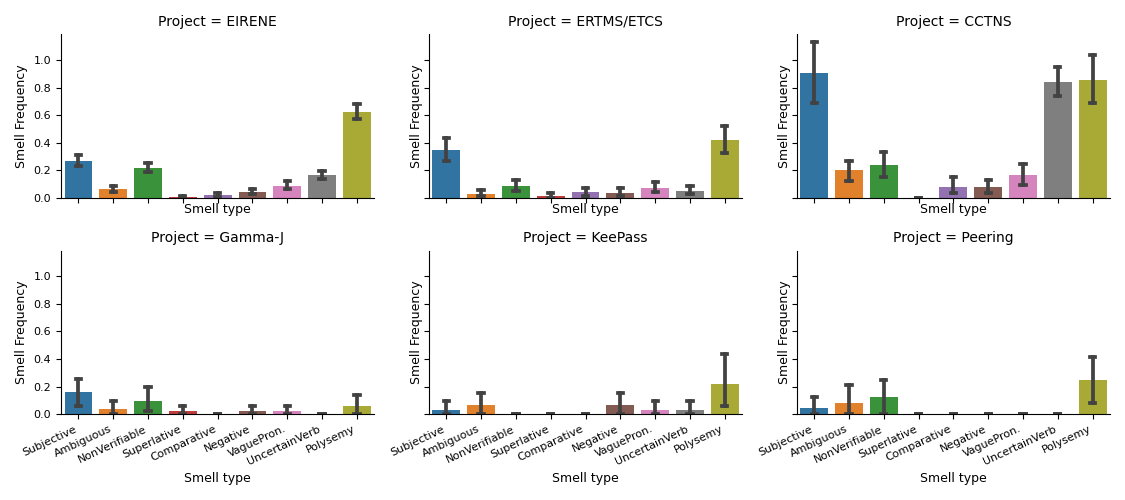 Project = EIRENE
Project = ERTMS/ETCS
Project = CCTNS
Smell Frequency
1.0
0.8
0.6
0.4
0.2
0.0
Smell type
Smell Frequency
Smell type
Smell Frequency
Smell type
Project = Gamma-J
Project = KeePass
Project = Peering
Smell Frequency
1.0
0.8
0.6
0.4
0.2
0.0
Subjective
Ambiguous
NonVerifiable
Superlative
Comparative
Negative
VaguePron.
UncertainVerb
Polysemy
Smell type
Smell Frequency
Subjective
Ambiguous
NonVerifiable
Superlative
Comparative
Negative
VaguePron.
UncertainVerb
Polysemy
Smell type
Smell Frequency
Subjective
Ambiguous
NonVerifiable
Superlative
Comparative
Negative
VaguePron.
UncertainVerb
Polysemy
Smell type